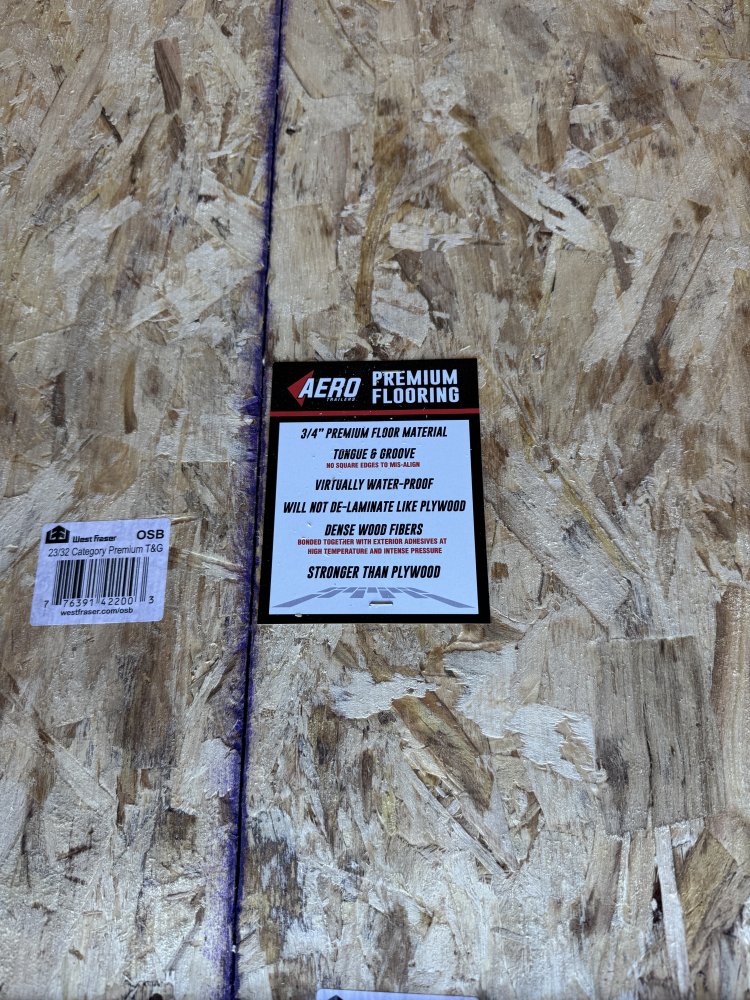 AERO
TRAILERS
PREMIUM
FLOORING
3/4" PREMIUM FLOOR MATERIAL
TONGUE & GROOVE
NO SQUARE EDGES TO MIS-ALIGN
VIRTUALLY WATER-PROOF
WILL NOT DE-LAMINATE LIKE PLYWOOD
DENSE WOOD FIBERS
BONDED TOGETHER WITH EXTERIOR ADHESIVES AT
HIGH TEMPERATURE AND INTENSE PRESSURE
STRONGER THAN PLYWOOD
West Fraser OSB
23/32 Category Premium T&G
7 76391 42200 3
westfraser.com/osb